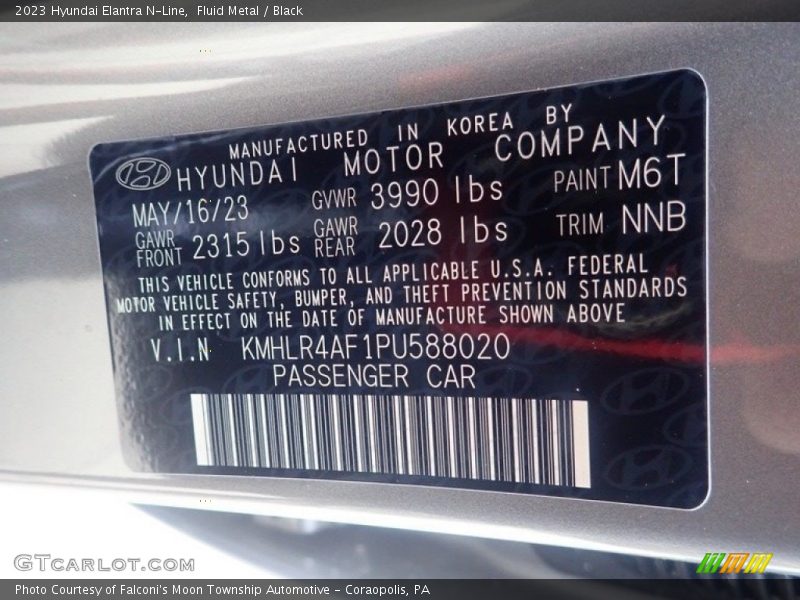 2023 Hyundai Elantra N-Line,  Fluid Metal / Black
MANUFACTURED IN KOREA BY
HYUNDAI MOTOR COMPANY
MAY/16/23 GVWR 3990 lbs PAINT M6T
GAWR FRONT 2315 lbs GAWR REAR 2028 lbs TRIM NNB
THIS VEHICLE CONFORMS TO ALL APPLICABLE U.S.A. FEDERAL
MOTOR VEHICLE SAFETY, BUMPER, AND THEFT PREVENTION STANDARDS
IN EFFECT ON THE DATE OF MANUFACTURE SHOWN ABOVE
V.I.N KMHLR4AF1PU588020
PASSENGER CAR
GTcarlot.com
Photo Courtesy of Falconi's Moon Township Automotive - Coraopolis, PA